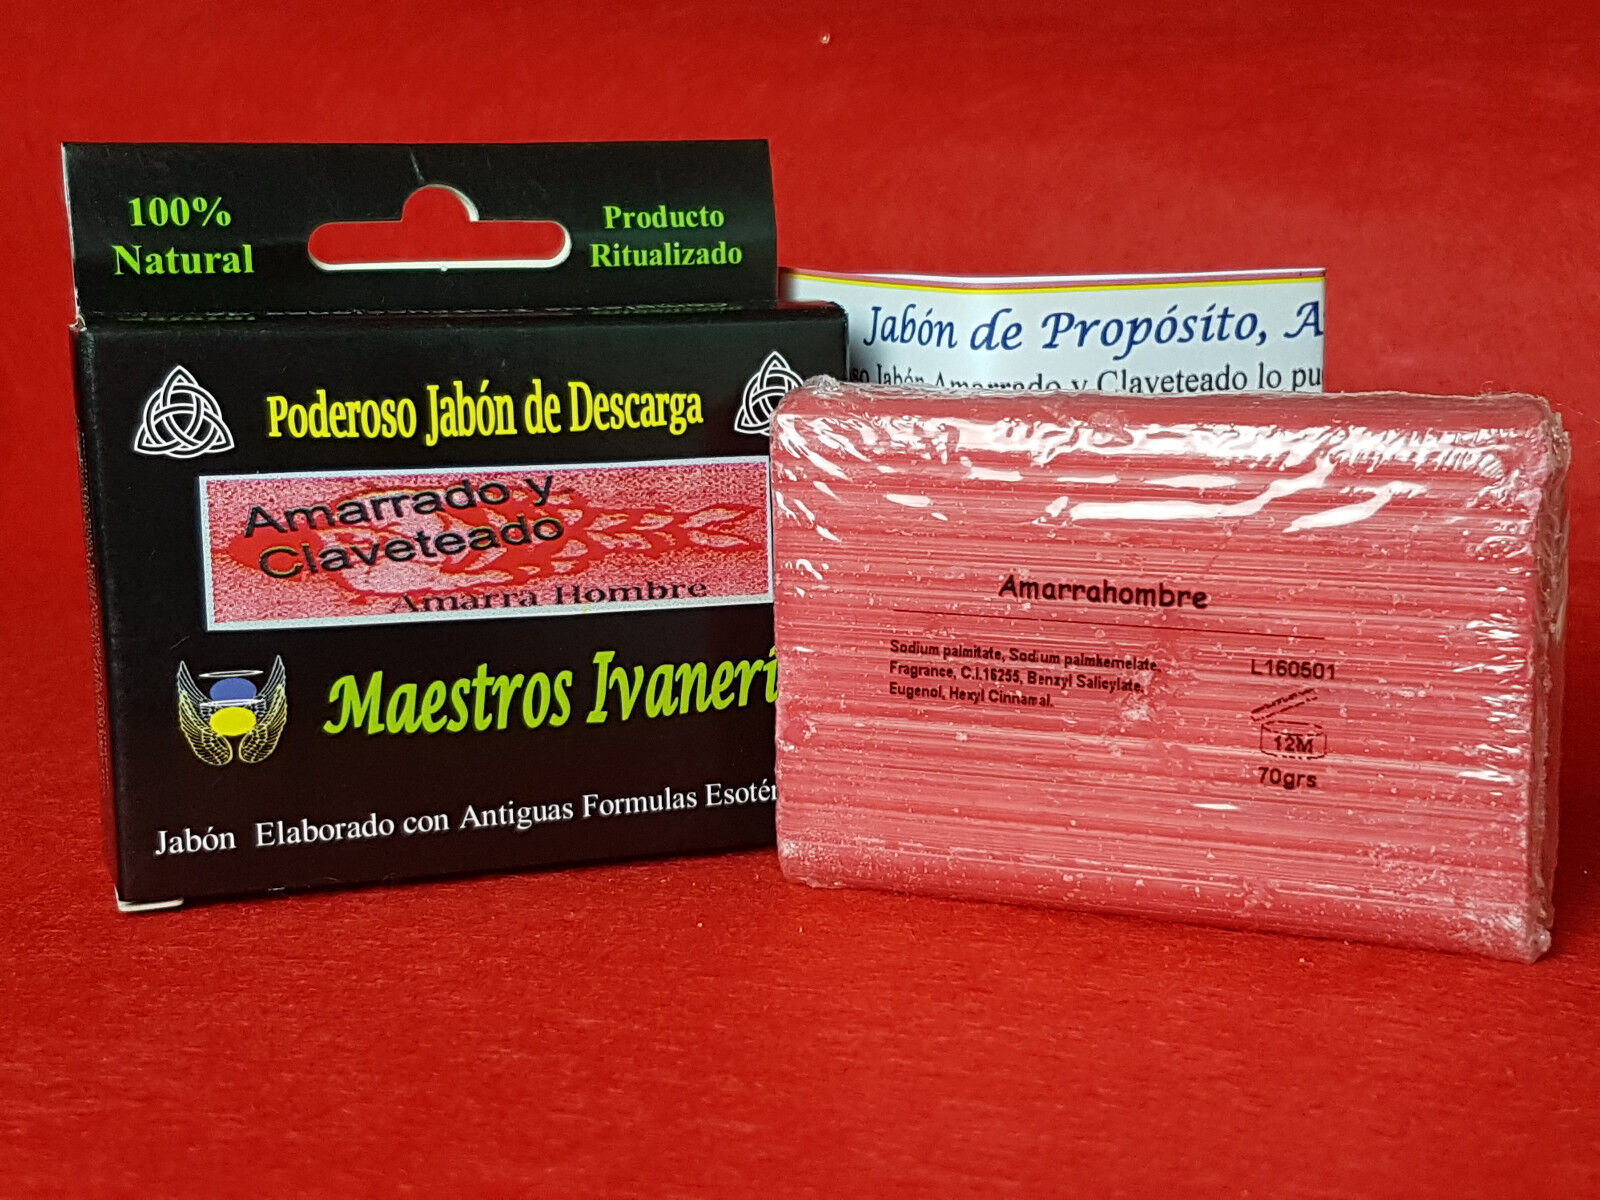 100%
Natural
Producto
Ritualizado
Poderoso Jabón de Descarga
Amarrado y
Claveteado
Amarra Hombre
Maestros Ivaneri
Jabón Elaborado con Antiguas Formulas Esotér
Jabón de Propósito, A
so Jabón Amarrado y Claveteado lo pu
Amarrahombre
Sodium palmitate, Sodium palmkernelate,
Fragrance, C.I.16255, Benzyl Salicylate,
Eugenol, Hexyl Cinnamal.
L160501
12M
70grs